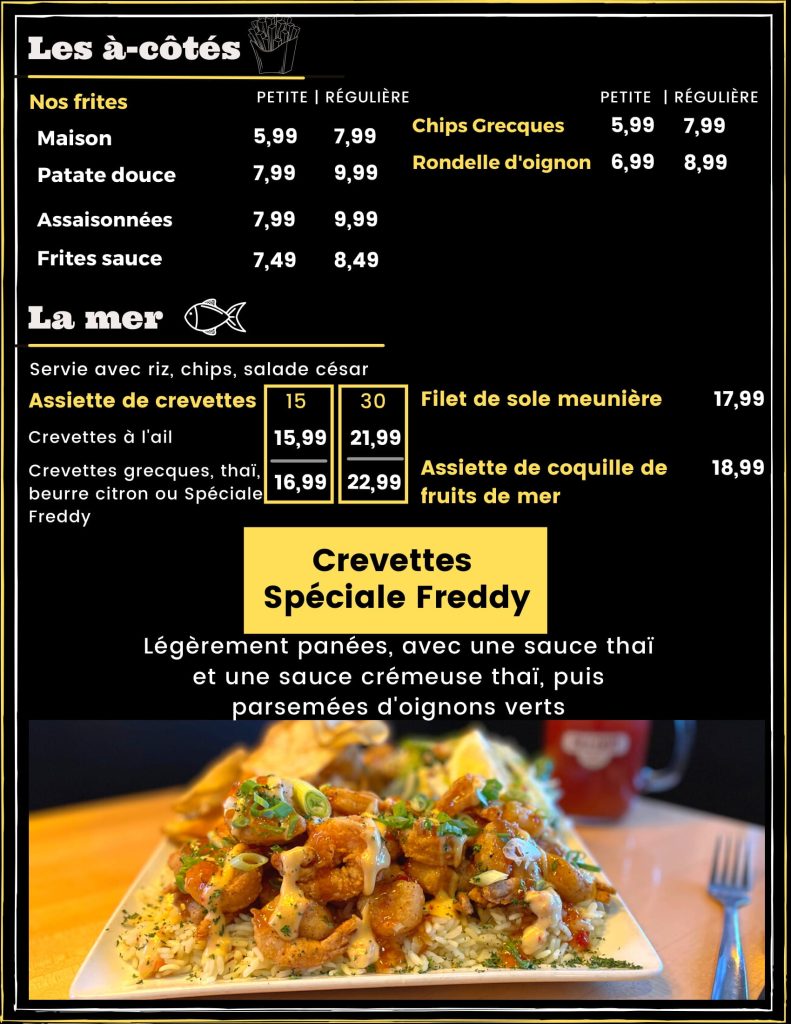 Les à-côtés
Nos frites PETITE | RÉGULIÈRE
Maison 5,99 7,99
Patate douce 7,99 9,99
Assaisonnées 7,99 9,99
Frites sauce 7,49 8,49
PETITE | RÉGULIÈRE
Chips Grecques 5,99 7,99
Rondelle d'oignon 6,99 8,99
La mer
Servie avec riz, chips, salade césar
Assiette de crevettes 15 30
Crevettes à l'ail 15,99 21,99
Crevettes grecques, thaï,
beurre citron ou Spéciale 16,99 22,99
Freddy
Filet de sole meunière 17,99
Assiette de coquille de 18,99
fruits de mer
Crevettes
Spéciale Freddy
Légèrement panées, avec une sauce thaï
et une sauce crémeuse thaï, puis
parsemées d'oignons verts